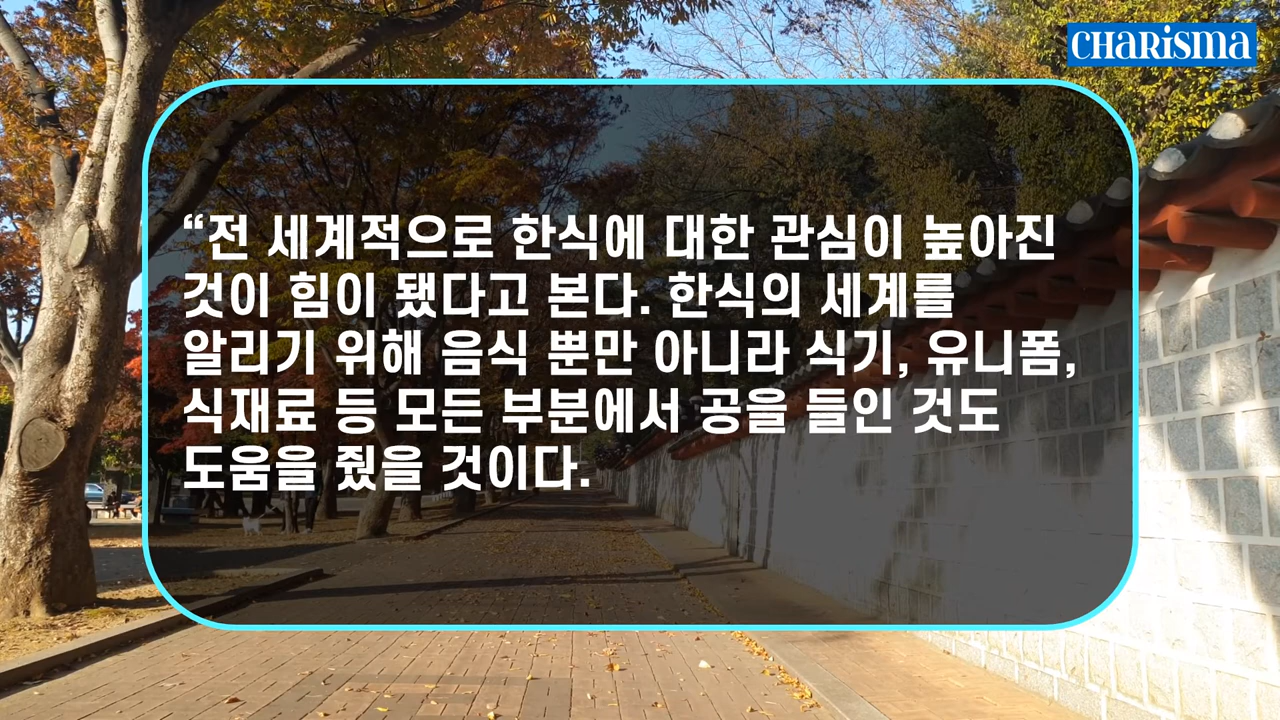 CHARISMA
“전 세계적으로 한식에 대한 관심이 높아진
것이 힘이 됐다고 본다. 한식의 세계를
알리기 위해 음식 뿐만 아니라 식기, 유니폼,
식재료 등 모든 부분에서 공을 들인 것도
도움을 줬을 것이다.